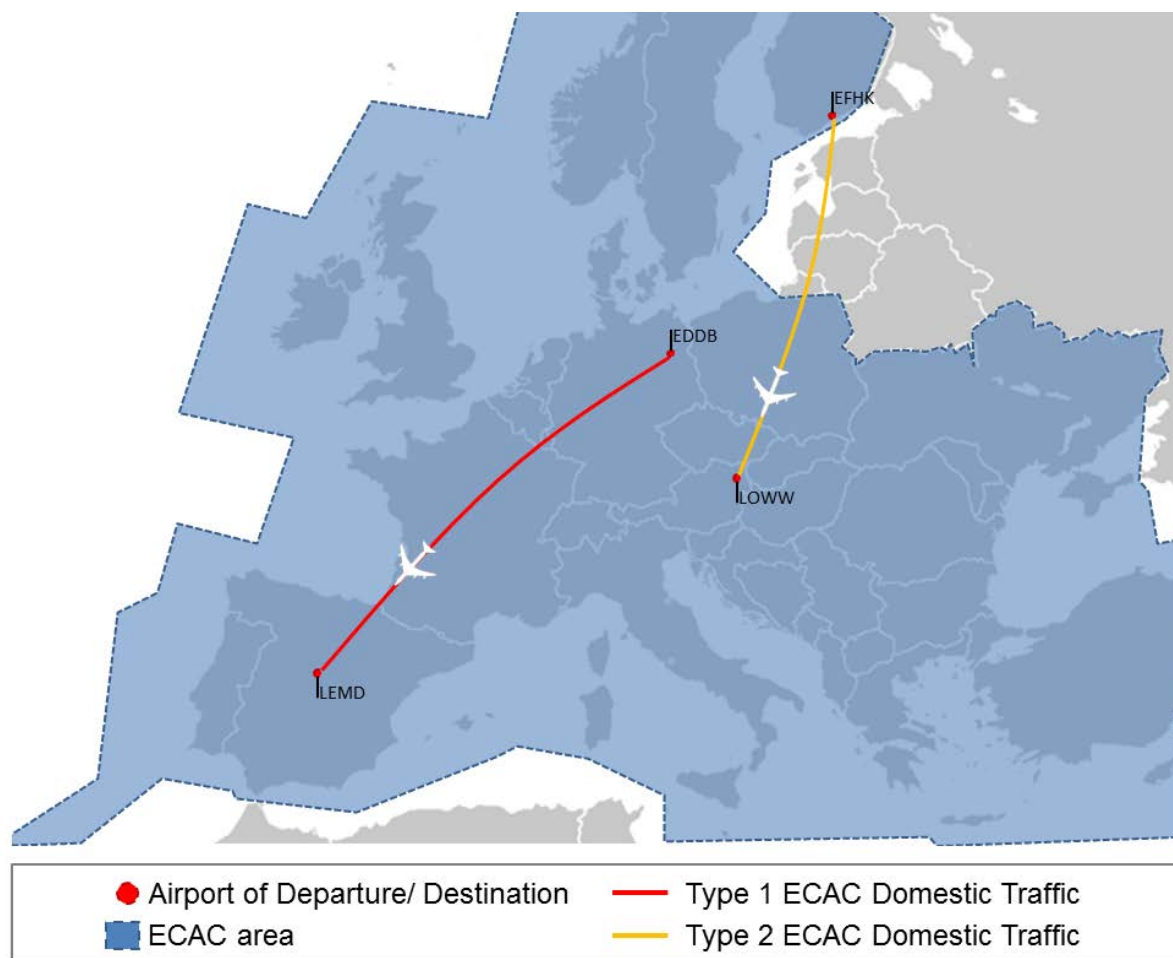 EFHK
EDDB
LOWW
LEMD
Airport of Departure/ Destination
Type 1 ECAC Domestic Traffic
ECAC area
Type 2 ECAC Domestic Traffic